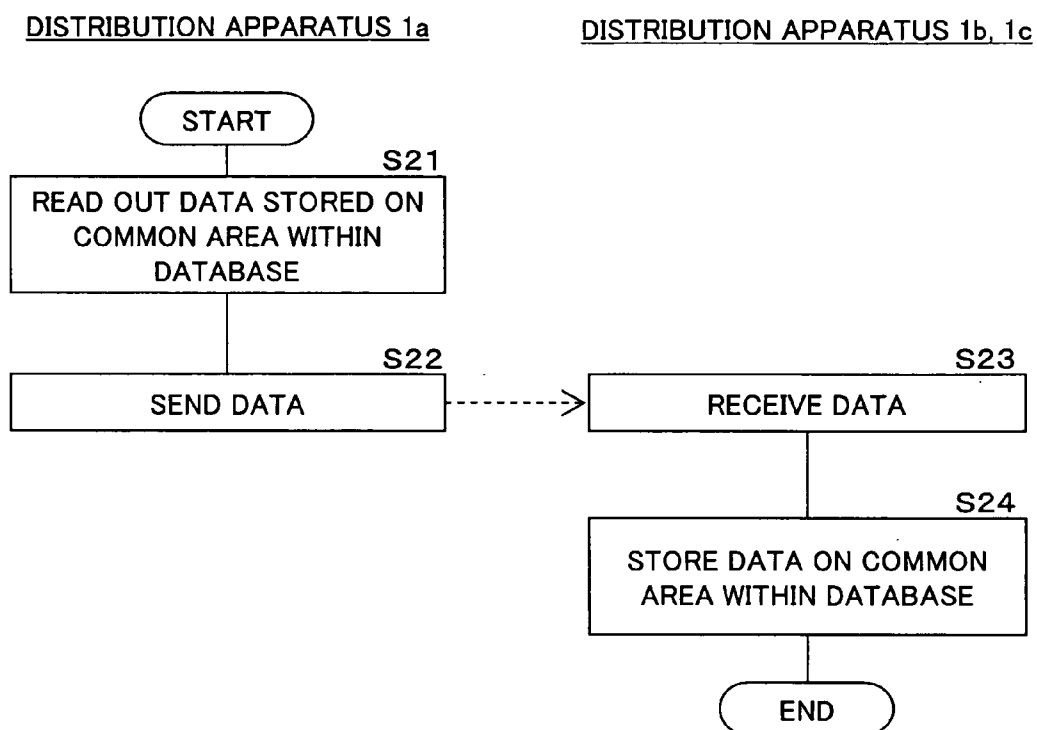 DISTRIBUTION APPARATUS 1a
DISTRIBUTION APPARATUS 1b, 1c
START
S21
READ OUT DATA STORED ON
COMMON AREA WITHIN
DATABASE
S22
SEND DATA
S23
RECEIVE DATA
S24
STORE DATA ON COMMON
AREA WITHIN DATABASE
END